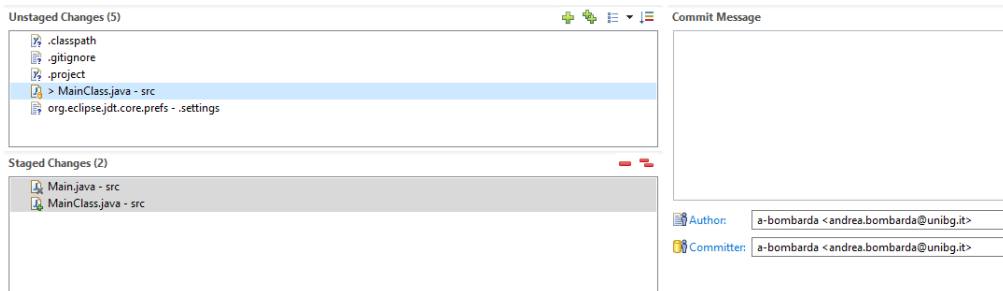 Unstaged Changes (5)
.classpath
.gitignore
.project
> MainClass.java - src
org.eclipse.jdt.core.prefs - .settings
Staged Changes (2)
Main.java - src
MainClass.java - src
Commit Message
Author: a-bombarda <andrea.bombarda@unibg.it>
Committer: a-bombarda <andrea.bombarda@unibg.it>